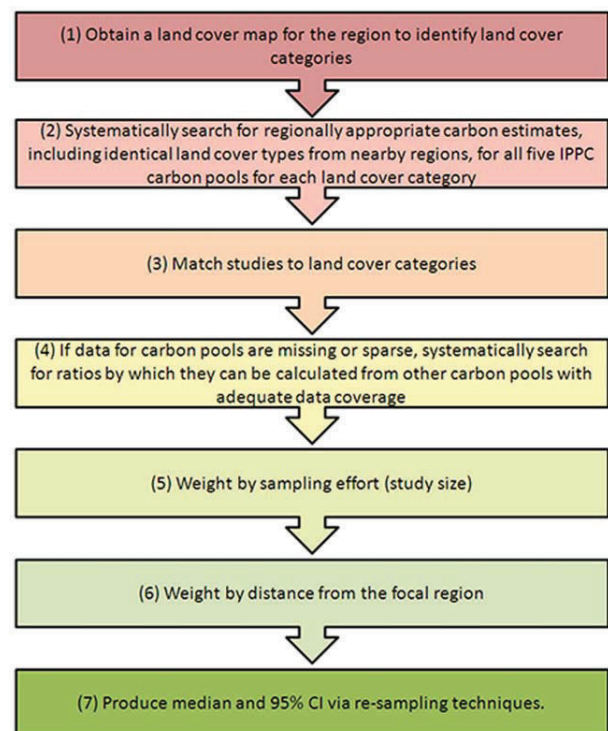 (1) Obtain a land cover map for the region to identify land cover
categories
(2) Systematically search for regionally appropriate carbon estimates,
including identical land cover types from nearby regions, for all five IPPC
carbon pools for each land cover category
(3) Match studies to land cover categories
(4) If data for carbon pools are missing or sparse, systematically search
for ratios by which they can be calculated from other carbon pools with
adequate data coverage
(5) Weight by sampling effort (study size)
(6) Weight by distance from the focal region
(7) Produce median and 95% CI via re-sampling techniques.